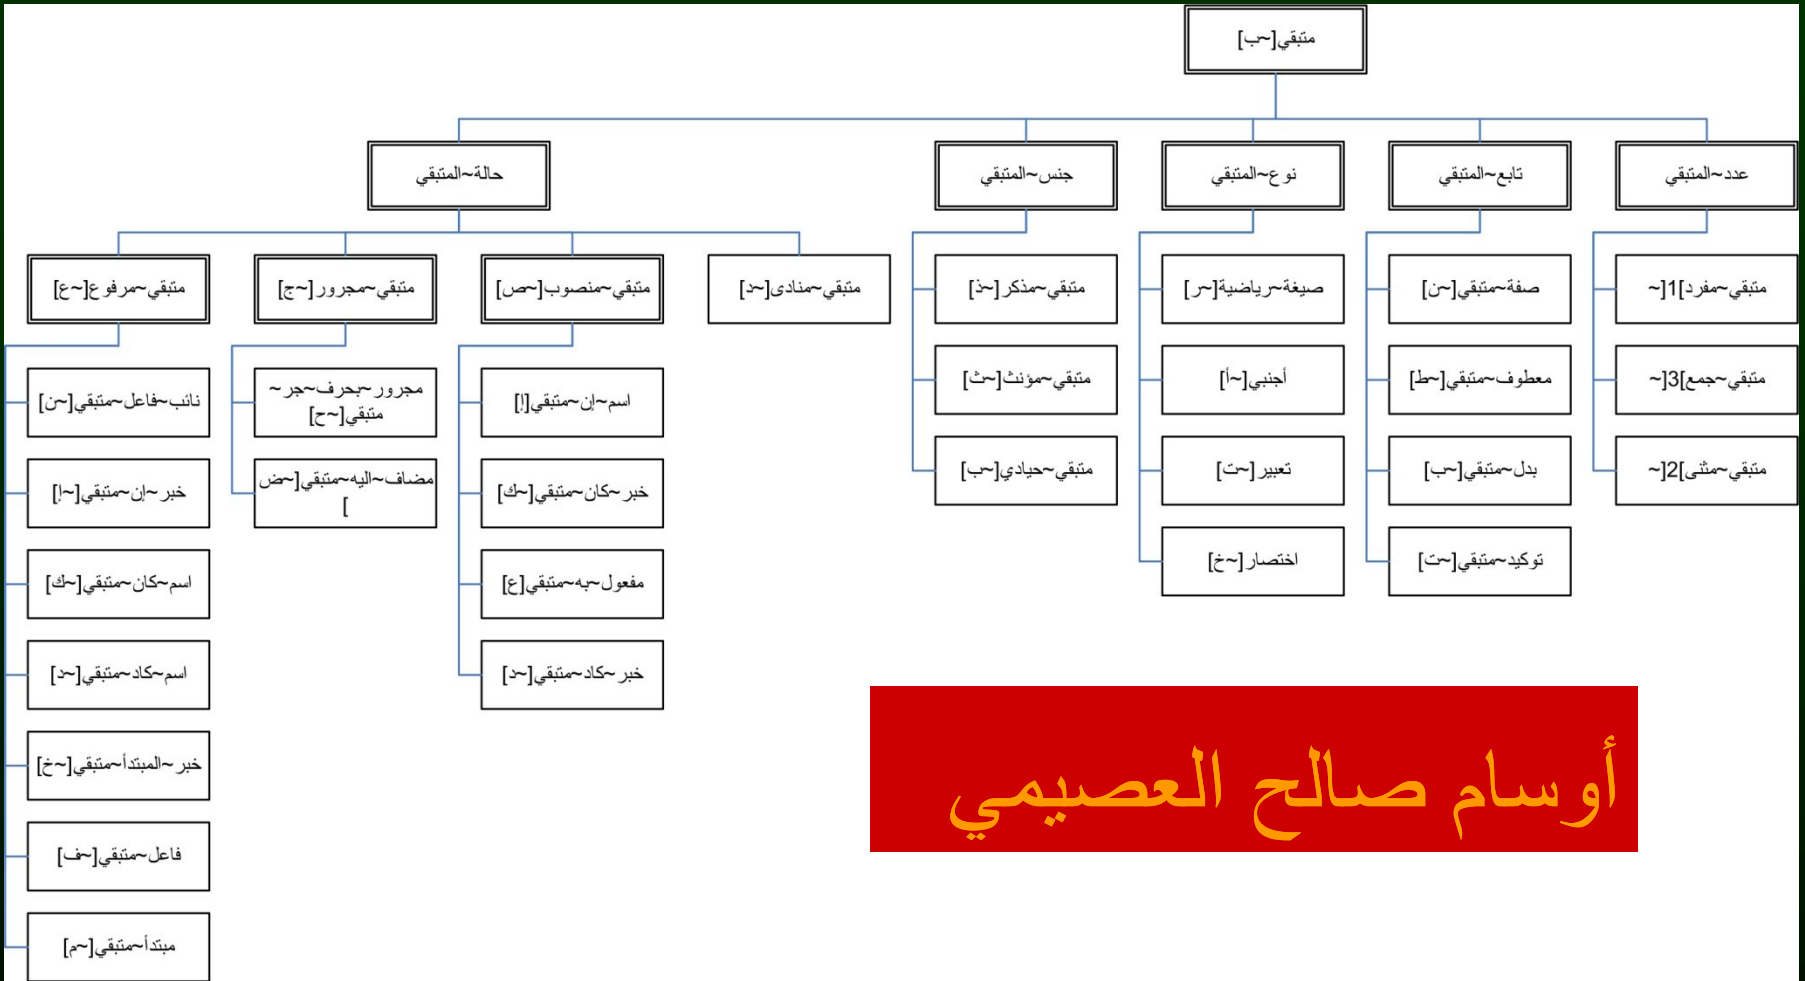 متبقي[~ب]
عدد~المتبقي
تابع~المتبقي
نوع~المتبقي
جنس~المتبقي
حالة~المتبقي
متبقي~مفرد]1[~
متبقي~جمع]3[~
متبقي~مثنى]2[~
صفة~متبقي[~ن]
معطوف~متبقي[~ط]
بدل~متبقي[~ب]
توكيد~متبقي[~ت]
صيغة~رياضية[~ر]
أجنبي[~أ]
تعبير[~ت]
اختصار[~خ]
متبقي~مذكر[~ذ]
متبقي~مؤنث[~ث]
متبقي~حيادي[~ب]
متبقي~منادى[~د]
متبقي~منصوب[~ص]
اسم~إن~متبقي[إ]
خبر~كان~متبقي[~ك]
مفعول~به~متبقي[ع]
خبر~كاد~متبقي[~د]
متبقي~مجرور[~ج]
مجرور~بحرف~جر~
متبقي[~ح]
مضاف~اليه~متبقي[~ض
]
متبقي~مرفوع[~ع]
نائب~فاعل~متبقي[~ن]
خبر~إن~متبقي[~إ]
اسم~كان~متبقي[~ك]
اسم~كاد~متبقي[~د]
خبر~المبتدأ~متبقي[~خ]
فاعل~متبقي[~ف]
مبتدأ~متبقي[~م]
أوسام صالح العصيمي